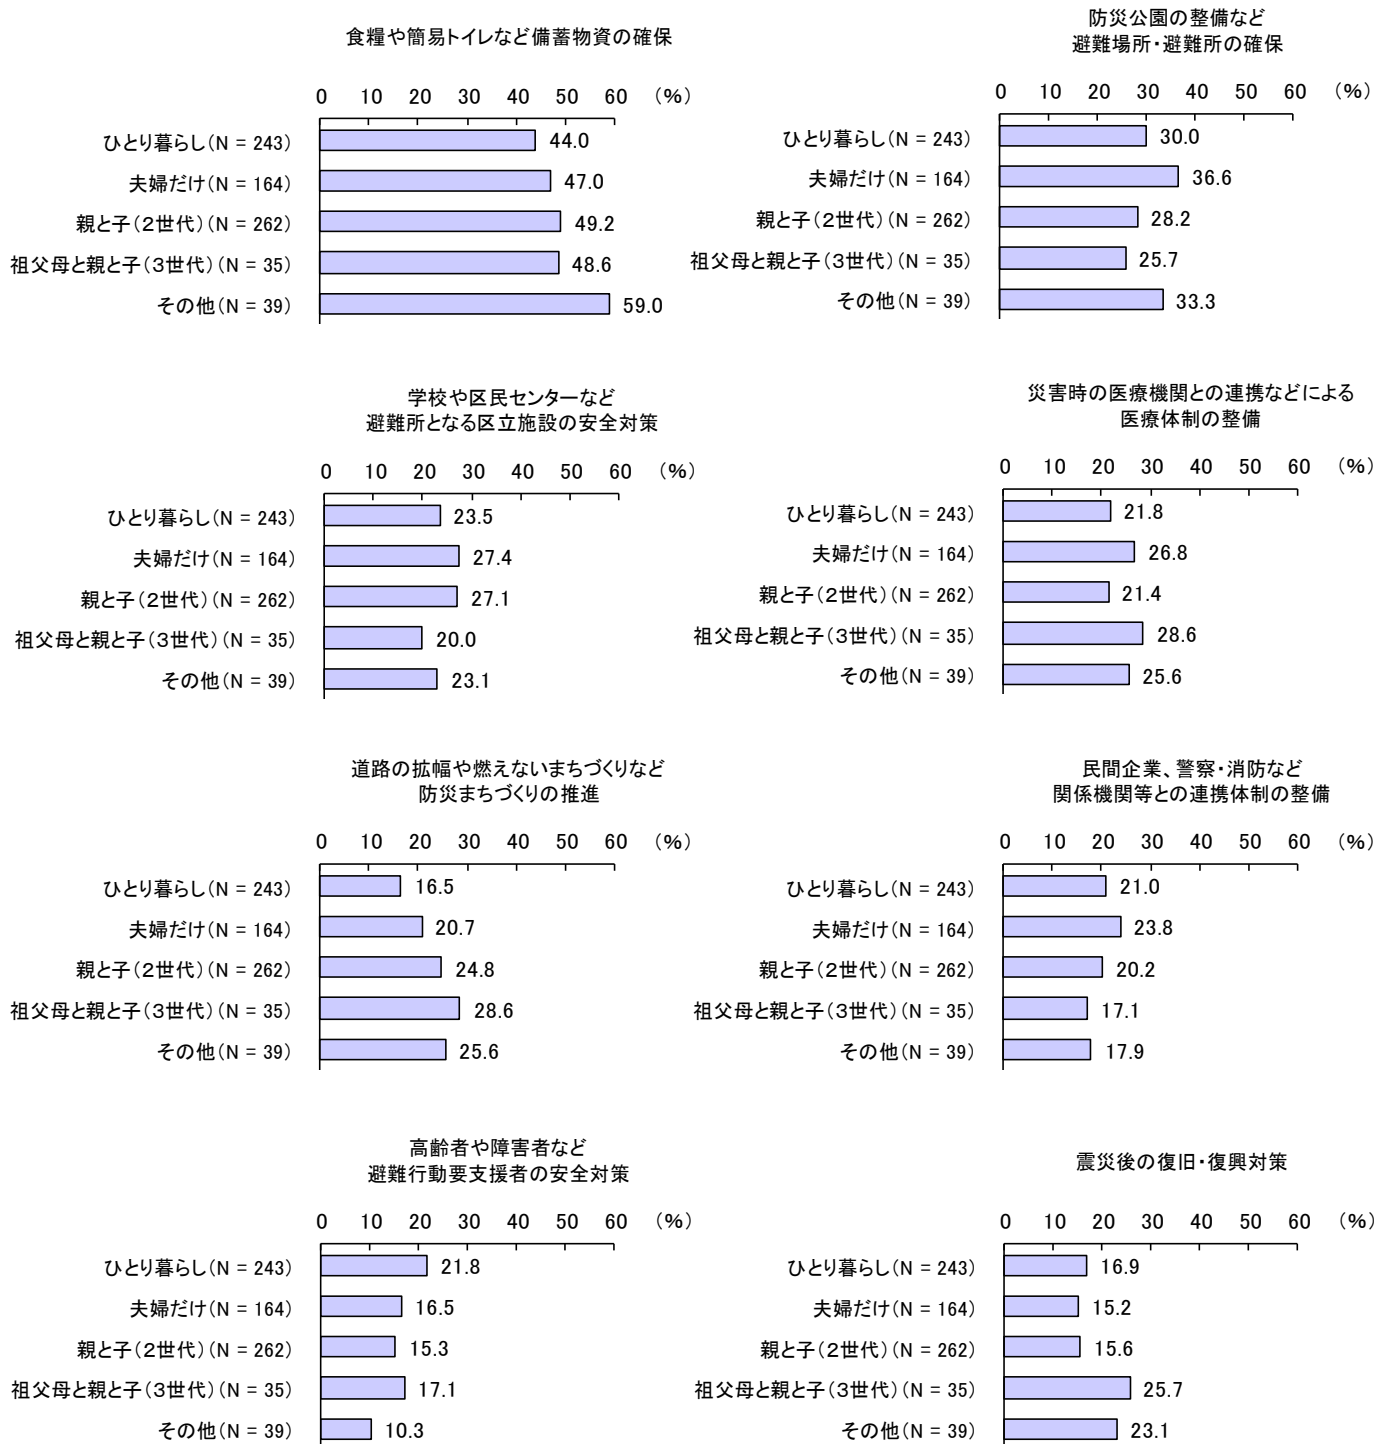 食糧や簡易トイレなど備蓄物資の確保
0 10 20 30 40 50 60 (%)
ひとり暮らし(N = 243) 44.0
夫婦だけ(N = 164) 47.0
親と子(2世代)(N = 262) 49.2
祖父母と親と子(3世代)(N = 35) 48.6
その他(N = 39) 59.0
防災公園の整備など
避難場所・避難所の確保
0 10 20 30 40 50 60 (%)
ひとり暮らし(N = 243) 30.0
夫婦だけ(N = 164) 36.6
親と子(2世代)(N = 262) 28.2
祖父母と親と子(3世代)(N = 35) 25.7
その他(N = 39) 33.3
学校や区民センターなど
避難所となる区立施設の安全対策
0 10 20 30 40 50 60 (%)
ひとり暮らし(N = 243) 23.5
夫婦だけ(N = 164) 27.4
親と子(2世代)(N = 262) 27.1
祖父母と親と子(3世代)(N = 35) 20.0
その他(N = 39) 23.1
災害時の医療機関との連携などによる
医療体制の整備
0 10 20 30 40 50 60 (%)
ひとり暮らし(N = 243) 21.8
夫婦だけ(N = 164) 26.8
親と子(2世代)(N = 262) 21.4
祖父母と親と子(3世代)(N = 35) 28.6
その他(N = 39) 25.6
道路の拡幅や燃えないまちづくりなど
防災まちづくりの推進
0 10 20 30 40 50 60 (%)
ひとり暮らし(N = 243) 16.5
夫婦だけ(N = 164) 20.7
親と子(2世代)(N = 262) 24.8
祖父母と親と子(3世代)(N = 35) 28.6
その他(N = 39) 25.6
民間企業、警察・消防など
関係機関等との連携体制の整備
0 10 20 30 40 50 60 (%)
ひとり暮らし(N = 243) 21.0
夫婦だけ(N = 164) 23.8
親と子(2世代)(N = 262) 20.2
祖父母と親と子(3世代)(N = 35) 17.1
その他(N = 39) 17.9
高齢者や障害者など
避難行動要支援者の安全対策
0 10 20 30 40 50 60 (%)
ひとり暮らし(N = 243) 21.8
夫婦だけ(N = 164) 16.5
親と子(2世代)(N = 262) 15.3
祖父母と親と子(3世代)(N = 35) 17.1
その他(N = 39) 10.3
震災後の復旧・復興対策
0 10 20 30 40 50 60 (%)
ひとり暮らし(N = 243) 16.9
夫婦だけ(N = 164) 15.2
親と子(2世代)(N = 262) 15.6
祖父母と親と子(3世代)(N = 35) 25.7
その他(N = 39) 23.1